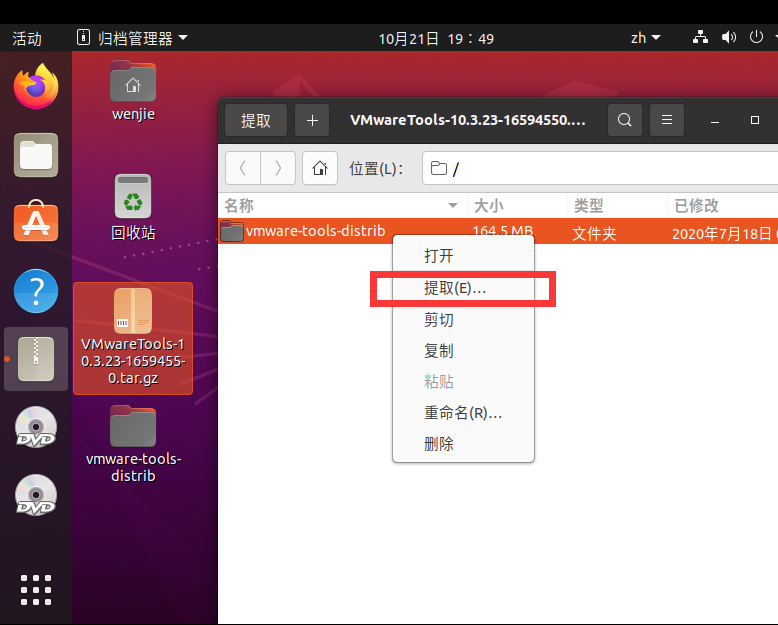 活动
归档管理器
10月21日 19：49
zh
wenjie
回收站
VMwareTools-1
0.3.23-1659455-
0.tar.gz
vmware-tools-
distrib
DVD
DVD
提取
VMwareTools-10.3.23-16594550....
位置(L)：
/
名称
大小
类型
已修改
vmware-tools-distrib
164.5 MB
文件夹
2020年7月18日
打开
提取(E)...
剪切
复制
粘贴
重命名(R)...
删除